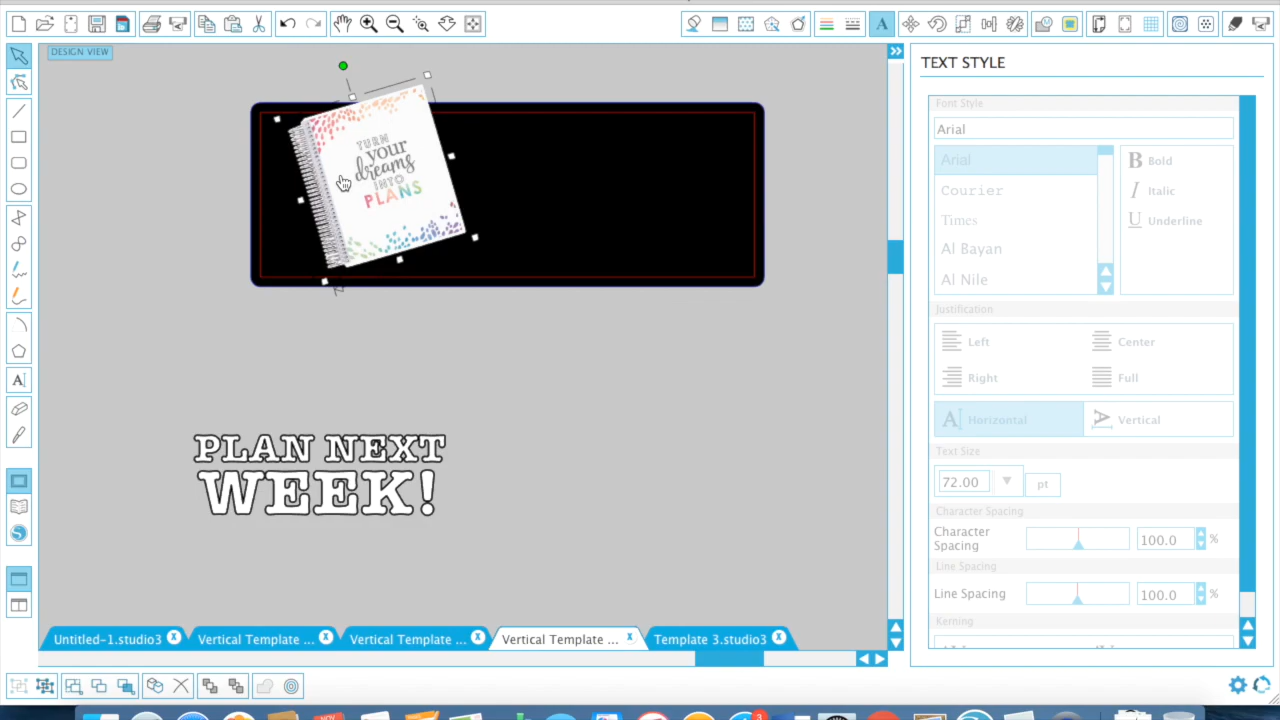 DESIGN VIEW
TURN
your
dreams
INTO
PLANS
PLAN NEXT
WEEK!
Untitled-1.studio3
Vertical Template ...
Vertical Template ...
Vertical Template ...
Template 3.studio3
TEXT STYLE
Font Style
Arial
Arial
Courier
Times
Al Bayan
Al Nile
B Bold
I Italic
U Underline
Justification
Left
Center
Right
Full
Horizontal
Vertical
Text Size
72.00
pt
Character Spacing
Character
Spacing
100.0
%
Line Spacing
Line Spacing
100.0
%
Kerning
NOV
3